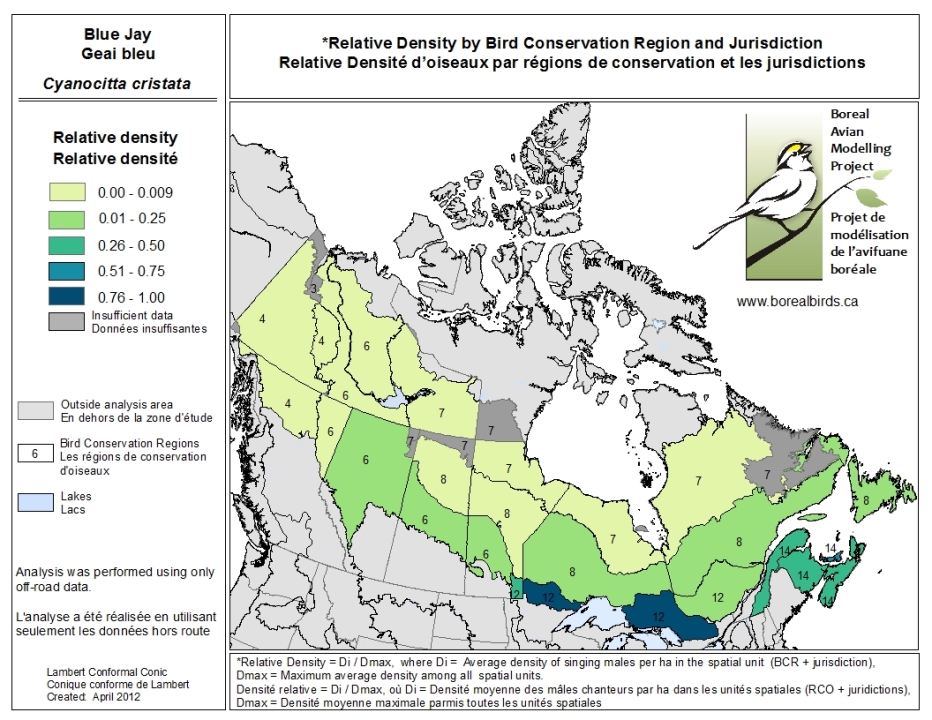 Blue Jay
Geai bleu
Cyanocitta cristata
*Relative Density by Bird Conservation Region and Jurisdiction
Relative Densité d'oiseaux par régions de conservation et les jurisdictions
Relative density
Relative densité
0.00 - 0.009
0.01 - 0.25
0.26 - 0.50
0.51 - 0.75
0.76 - 1.00
Insufficient data
Données insuffisantes
Outside analysis area
En dehors de la zone d'étude
6
Bird Conservation Regions
Les régions de conservation
d'oiseaux
Lakes
Lacs
Analysis was performed using only
off-road data.
L'analyse a été réalisée en utilisant
seulement les données hors route
Lambert Conformal Conic
Conique conforme de Lambert
Created: April 2012
Boreal
Avian
Modelling
Project
Projet de
modélisation
de l'avifuane
boréale
www.borealbirds.ca
3
4
4
6
4
6
7
6
7
7
7
6
8
7
7
7
8
8
6
8
7
8
6
8
14
14
14
2
12
12
12
14
*Relative Density = Di / Dmax, where Di = Average density of singing males per ha in the spatial unit (BCR + jurisdiction),
Dmax = Maximum average density among all spatial units.
Densité relative = Di / Dmax, où Di = Densité moyenne des mâles chanteurs par ha dans les unités spatiales (RCO + juridictions),
Dmax = Densité moyenne maximale parmis toutes les unités spatiales